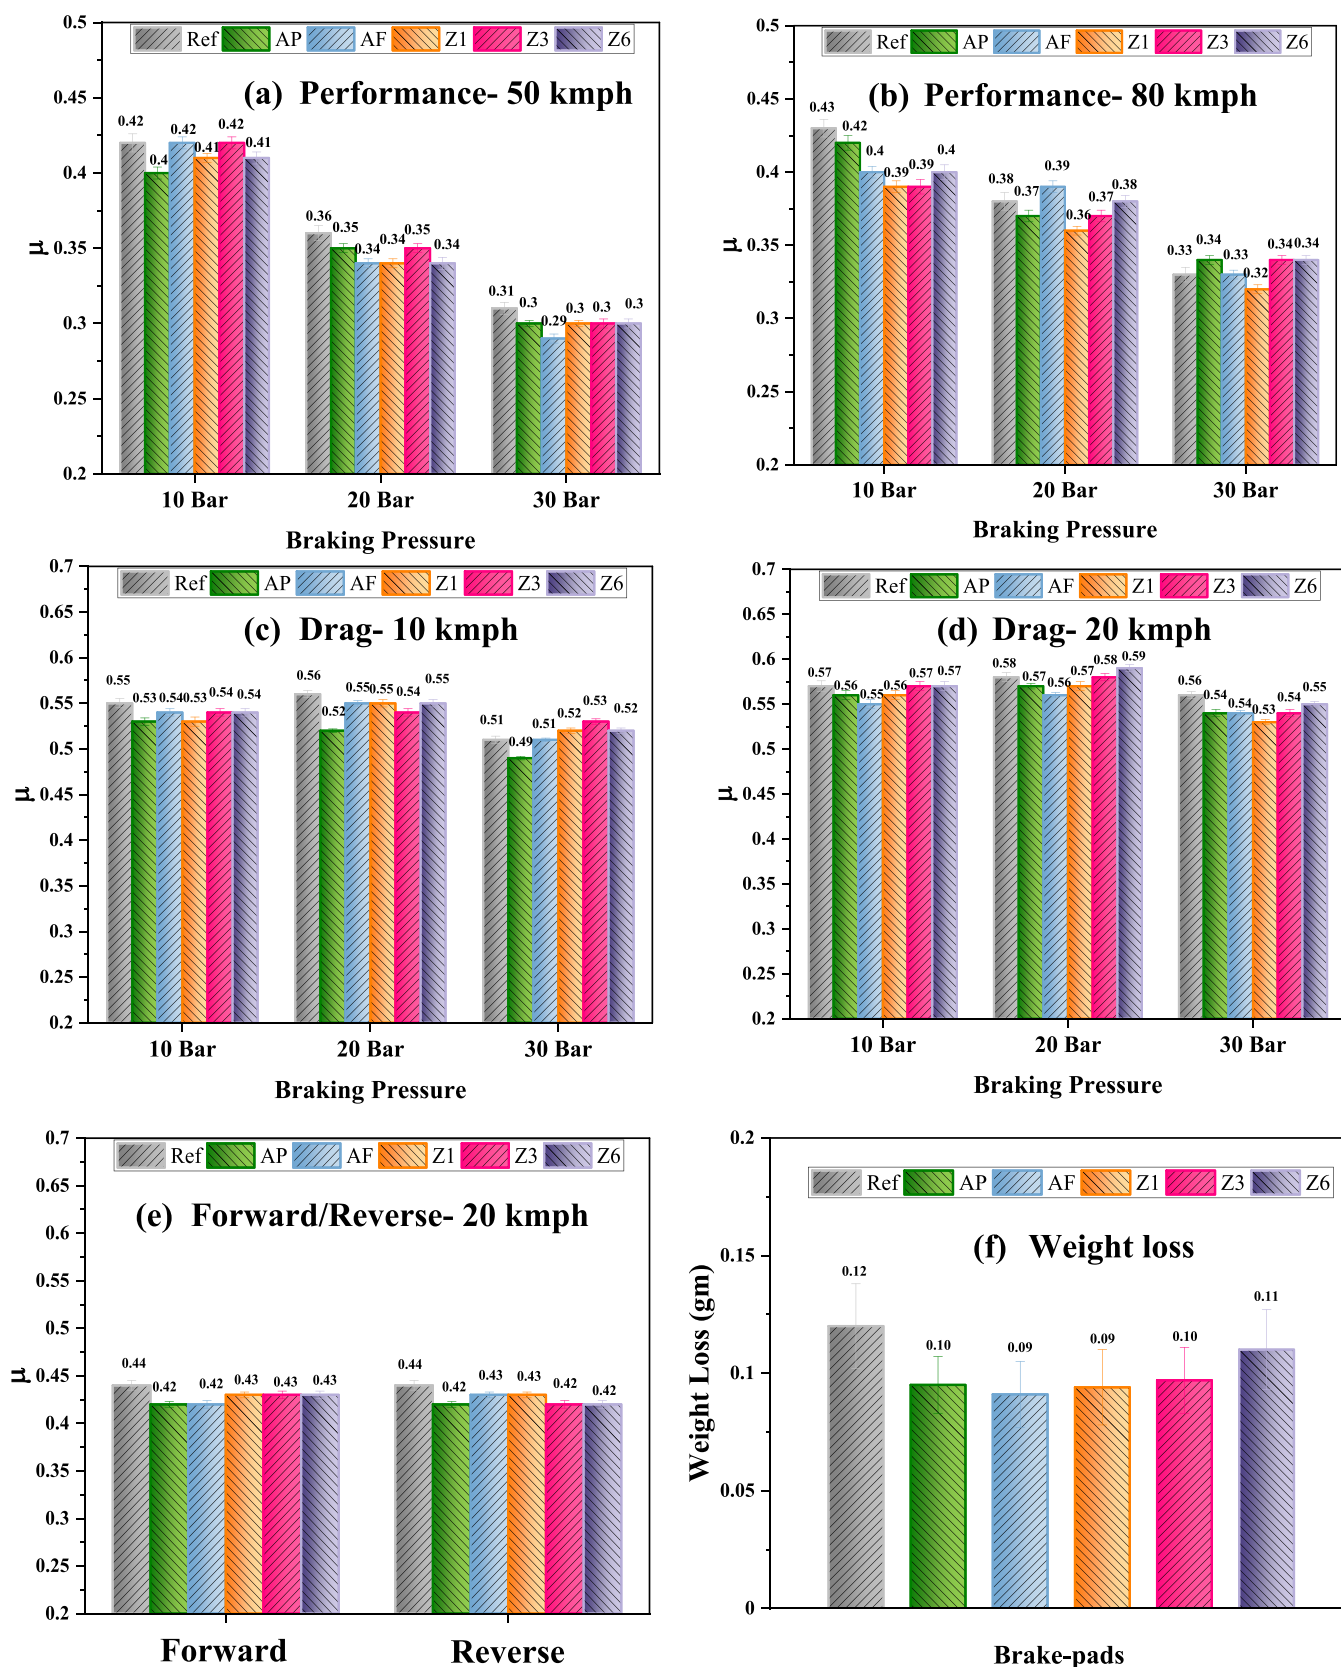 Ref AP AF Z1 Z3 Z6
(a) Performance- 50 kmph
0.5
0.45
0.4
0.35
0.3
0.25
0.2
μ
0.42 0.4 0.42 0.41 0.42 0.41
0.36 0.35 0.34 0.34 0.35 0.34
0.31 0.3 0.29 0.3 0.3 0.3
10 Bar 20 Bar 30 Bar
Braking Pressure
Ref AP AF Z1 Z3 Z6
(b) Performance- 80 kmph
0.5
0.45
0.4
0.35
0.3
0.25
0.2
μ
0.43 0.42 0.4 0.39 0.39 0.4
0.38 0.37 0.39 0.36 0.37 0.38
0.33 0.34 0.33 0.32 0.34 0.34
10 Bar 20 Bar 30 Bar
Braking Pressure
Ref AP AF Z1 Z3 Z6
(c) Drag- 10 kmph
0.7
0.65
0.6
0.55
0.5
0.45
0.4
0.35
0.3
0.25
0.2
μ
0.55 0.53 0.54 0.53 0.54 0.54
0.56 0.52 0.55 0.55 0.54 0.55
0.51 0.49 0.51 0.52 0.53 0.52
10 Bar 20 Bar 30 Bar
Braking Pressure
Ref AP AF Z1 Z3 Z6
(d) Drag- 20 kmph
0.7
0.65
0.6
0.55
0.5
0.45
0.4
0.35
0.3
0.25
0.2
μ
0.57 0.56 0.55 0.56 0.57 0.57
0.58 0.57 0.56 0.57 0.58 0.59
0.56 0.54 0.54 0.53 0.54 0.55
10 Bar 20 Bar 30 Bar
Braking Pressure
Ref AP AF Z1 Z3 Z6
(e) Forward/Reverse- 20 kmph
0.7
0.65
0.6
0.55
0.5
0.45
0.4
0.35
0.3
0.25
0.2
μ
0.44 0.42 0.42 0.43 0.43 0.43
0.44 0.42 0.43 0.43 0.42 0.42
Forward Reverse
Ref AP AF Z1 Z3 Z6
(f) Weight loss
0.2
0.15
0.1
0.05
0
Weight Loss (gm)
0.12 0.10 0.09 0.09 0.10 0.11
Brake-pads